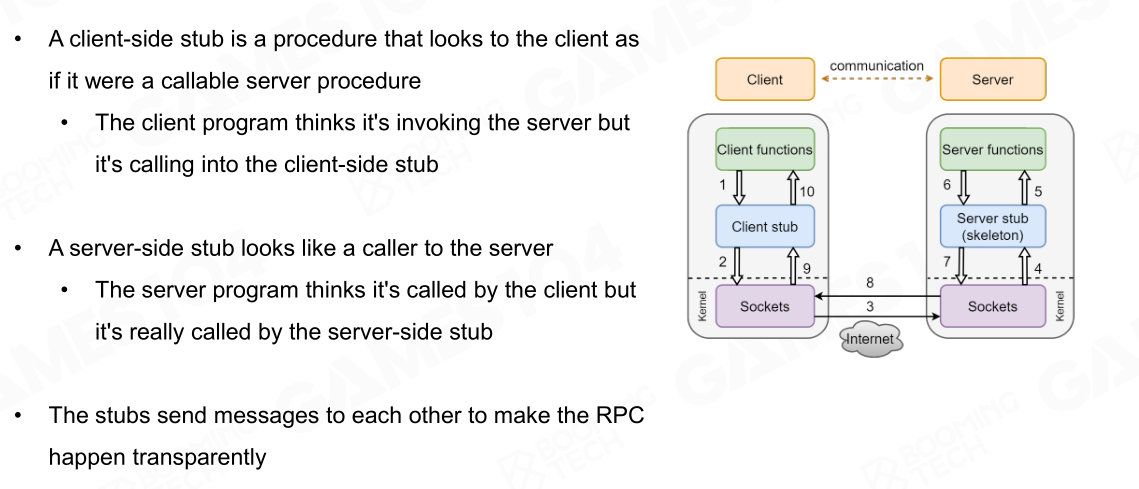 • A client-side stub is a procedure that looks to the client as
if it were a callable server procedure
• The client program thinks it's invoking the server but
it's calling into the client-side stub
• A server-side stub looks like a caller to the server
• The server program thinks it's called by the client but
it's really called by the server-side stub
• The stubs send messages to each other to make the RPC
happen transparently
Client
communication
Server
Client functions
Server functions
1
10
6
5
Client stub
Server stub
(skeleton)
2
9
7
4
Kernel
Sockets
8
3
Sockets
Kernel
Internet
GAMES104
BOOMING
TECH